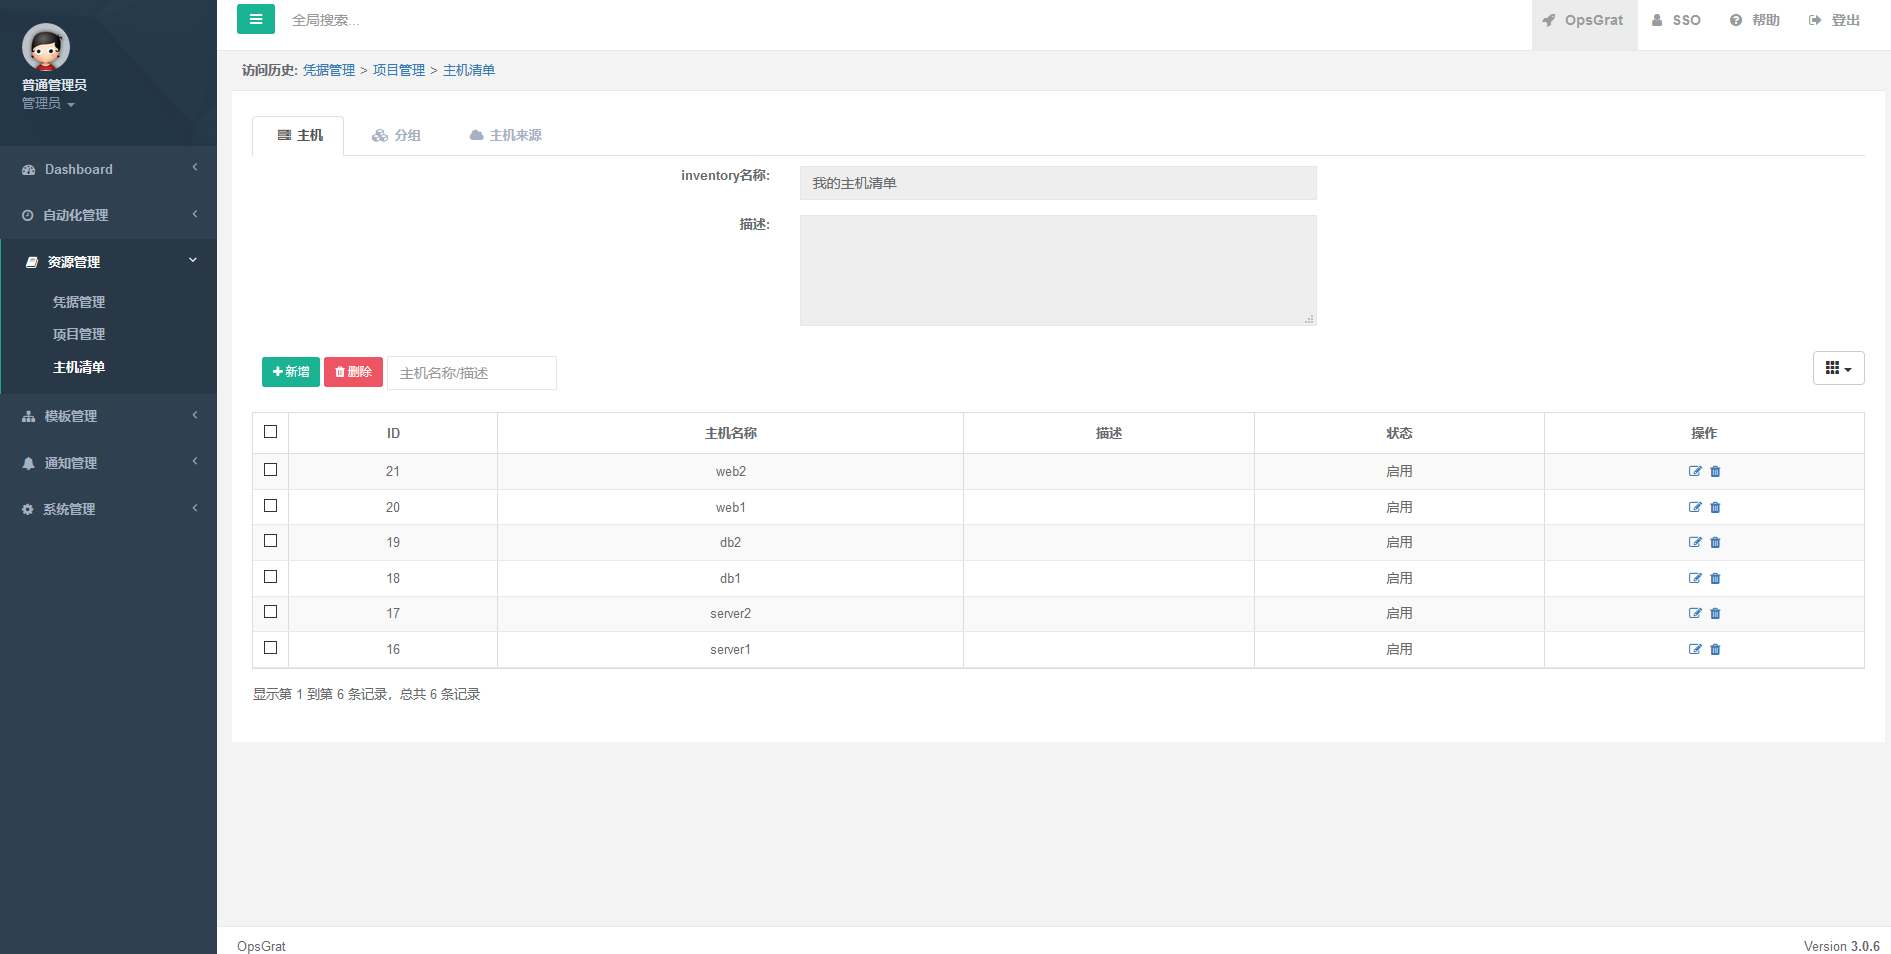 全局搜索...
OpsGrat SSO 帮助 登出
普通管理员
管理员
Dashboard
自动化管理
资源管理
凭据管理
项目管理
主机清单
模板管理
通知管理
系统管理
访问历史: 凭据管理 > 项目管理 > 主机清单
主机 分组 主机来源
inventory名称: 我的主机清单
描述:
新增 删除 主机名称/描述
ID 主机名称 描述 状态 操作
21 web2 启用
20 web1 启用
19 db2 启用
18 db1 启用
17 server2 启用
16 server1 启用
显示第 1 到第 6 条记录，总共 6 条记录
OpsGrat Version 3.0.6